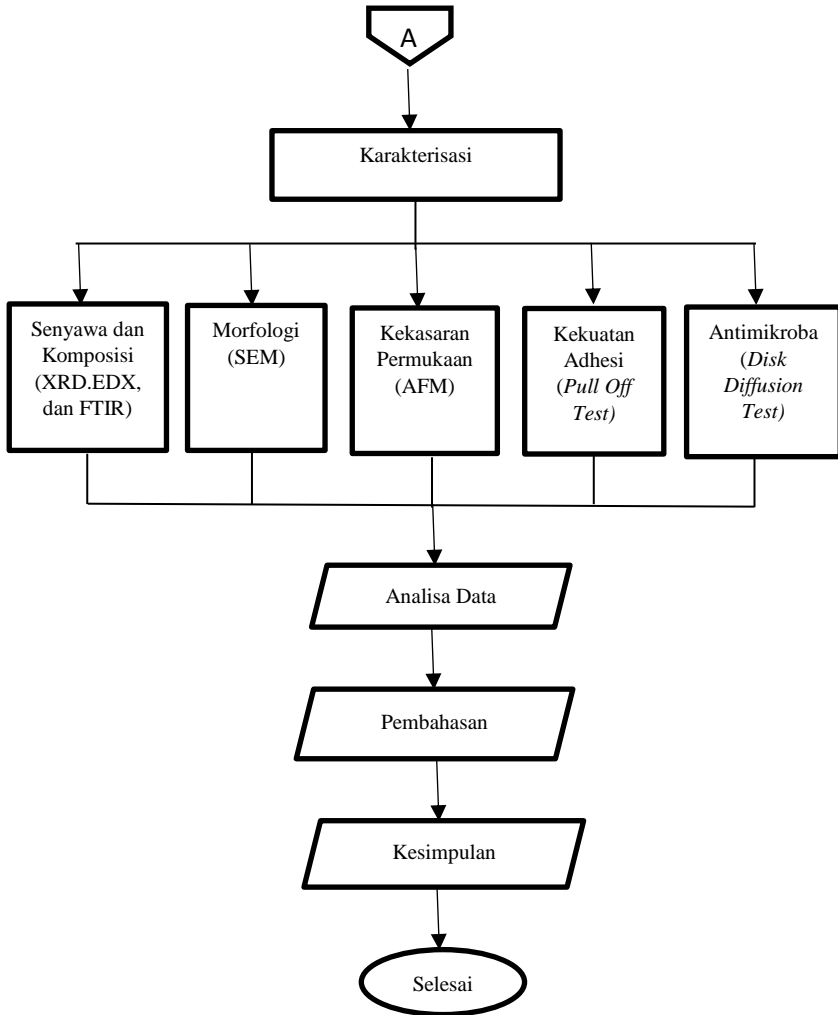 A
Karakterisasi
Senyawa dan
Komposisi
(XRD.EDX,
dan FTIR)
Morfologi
(SEM)
Kekasaran
Permukaan
(AFM)
Kekuatan
Adhesi
(Pull Off
Test)
Antimikroba
(Disk
Diffusion
Test)
Analisa Data
Pembahasan
Kesimpulan
Selesai